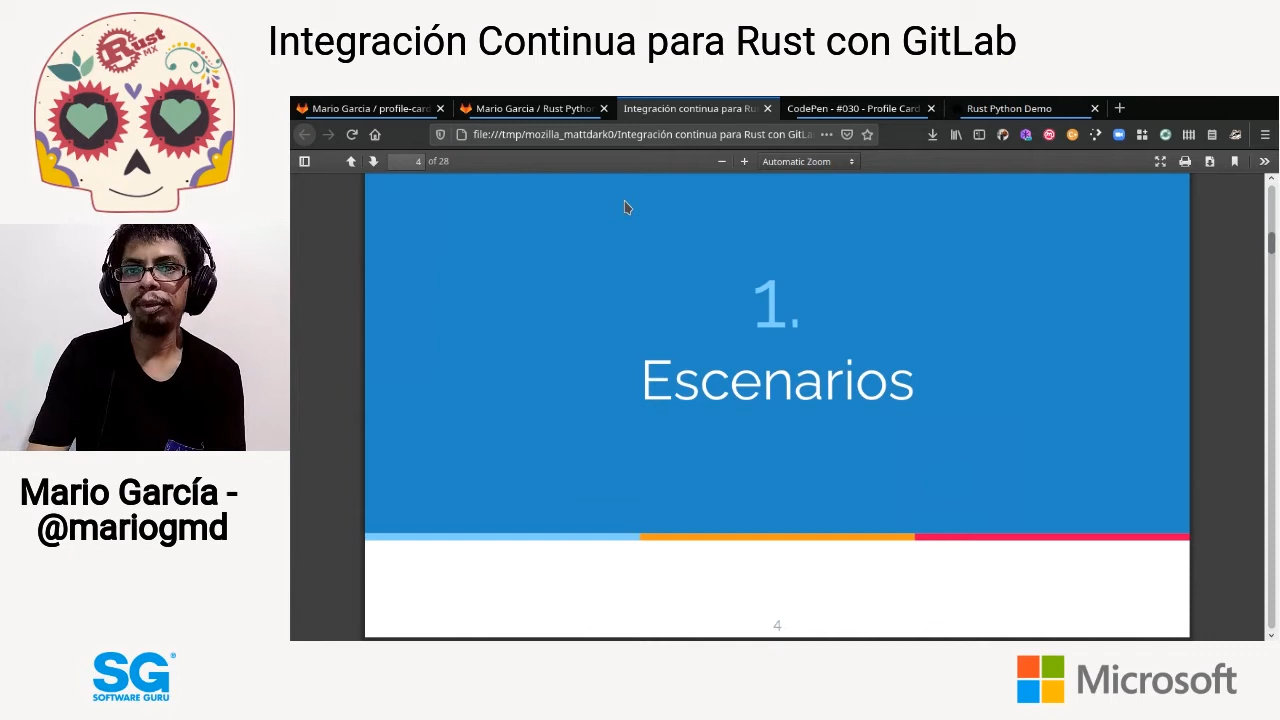 Rust
MX
Integración Continua para Rust con GitLab
Mario Garcia / profile-card
Mario Garcia / Rust Python
Integración continua para Ru
CodePen - #030 - Profile Card
Rust Python Demo
file:///tmp/mozilla_mattdark0/Integración continua para Rust con GitLa
4 of 28
Automatic Zoom
1.
Escenarios
4
Mario García -
@mariogmd
SG
SOFTWARE GURU
Microsoft